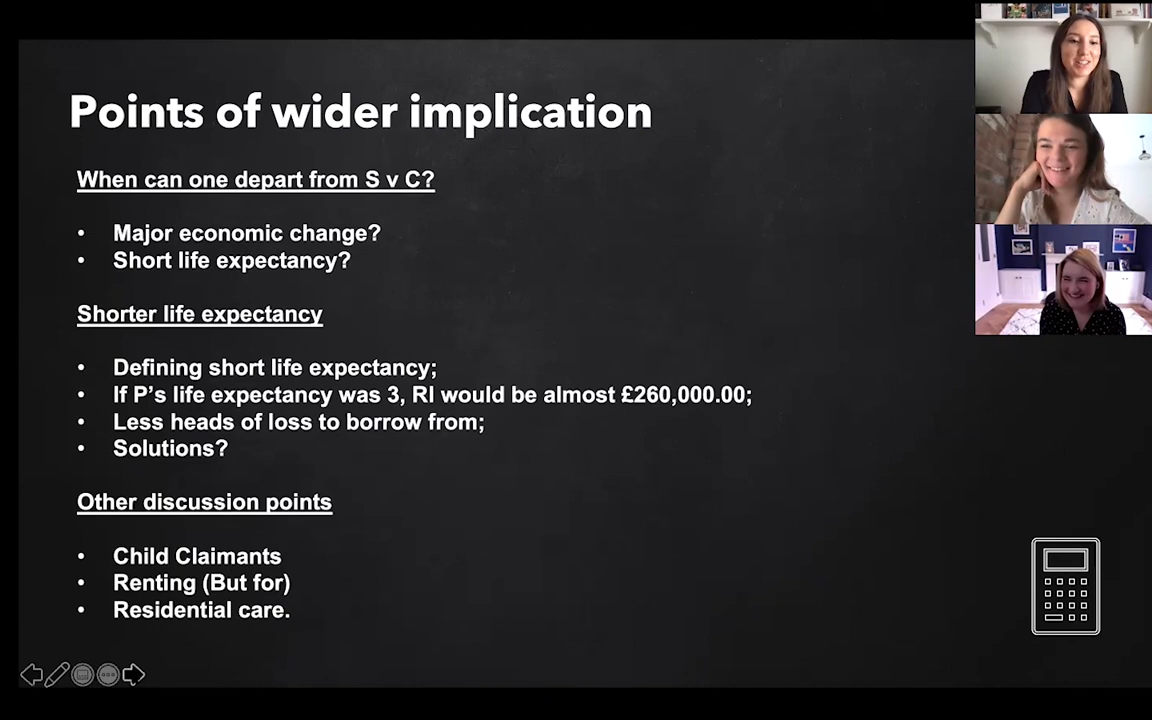 Points of wider implication
When can one depart from S v C?
• Major economic change?
• Short life expectancy?
Shorter life expectancy
• Defining short life expectancy;
• If P's life expectancy was 3, RI would be almost £260,000.00;
• Less heads of loss to borrow from;
• Solutions?
Other discussion points
• Child Claimants
• Renting (But for)
• Residential care.